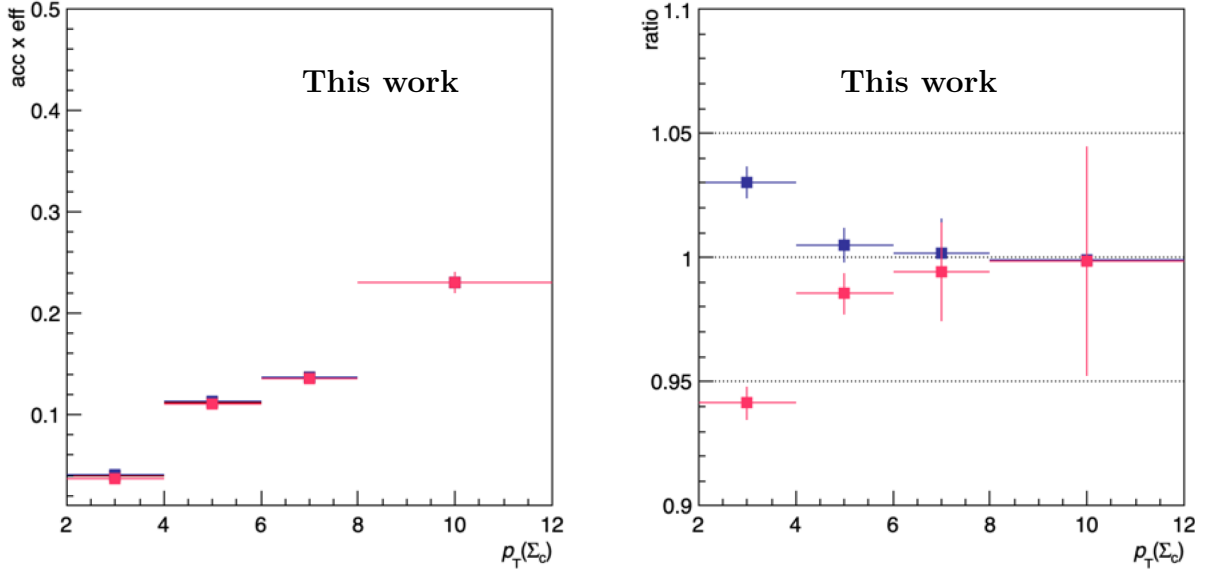 acc x eff
0.5
0.4
0.3
0.2
0.1
This work
2 4 6 8 10 12
p_T(Σ_c)
ratio
1.1
1.05
1
0.95
0.9
This work
2 4 6 8 10 12
p_T(Σ_c)